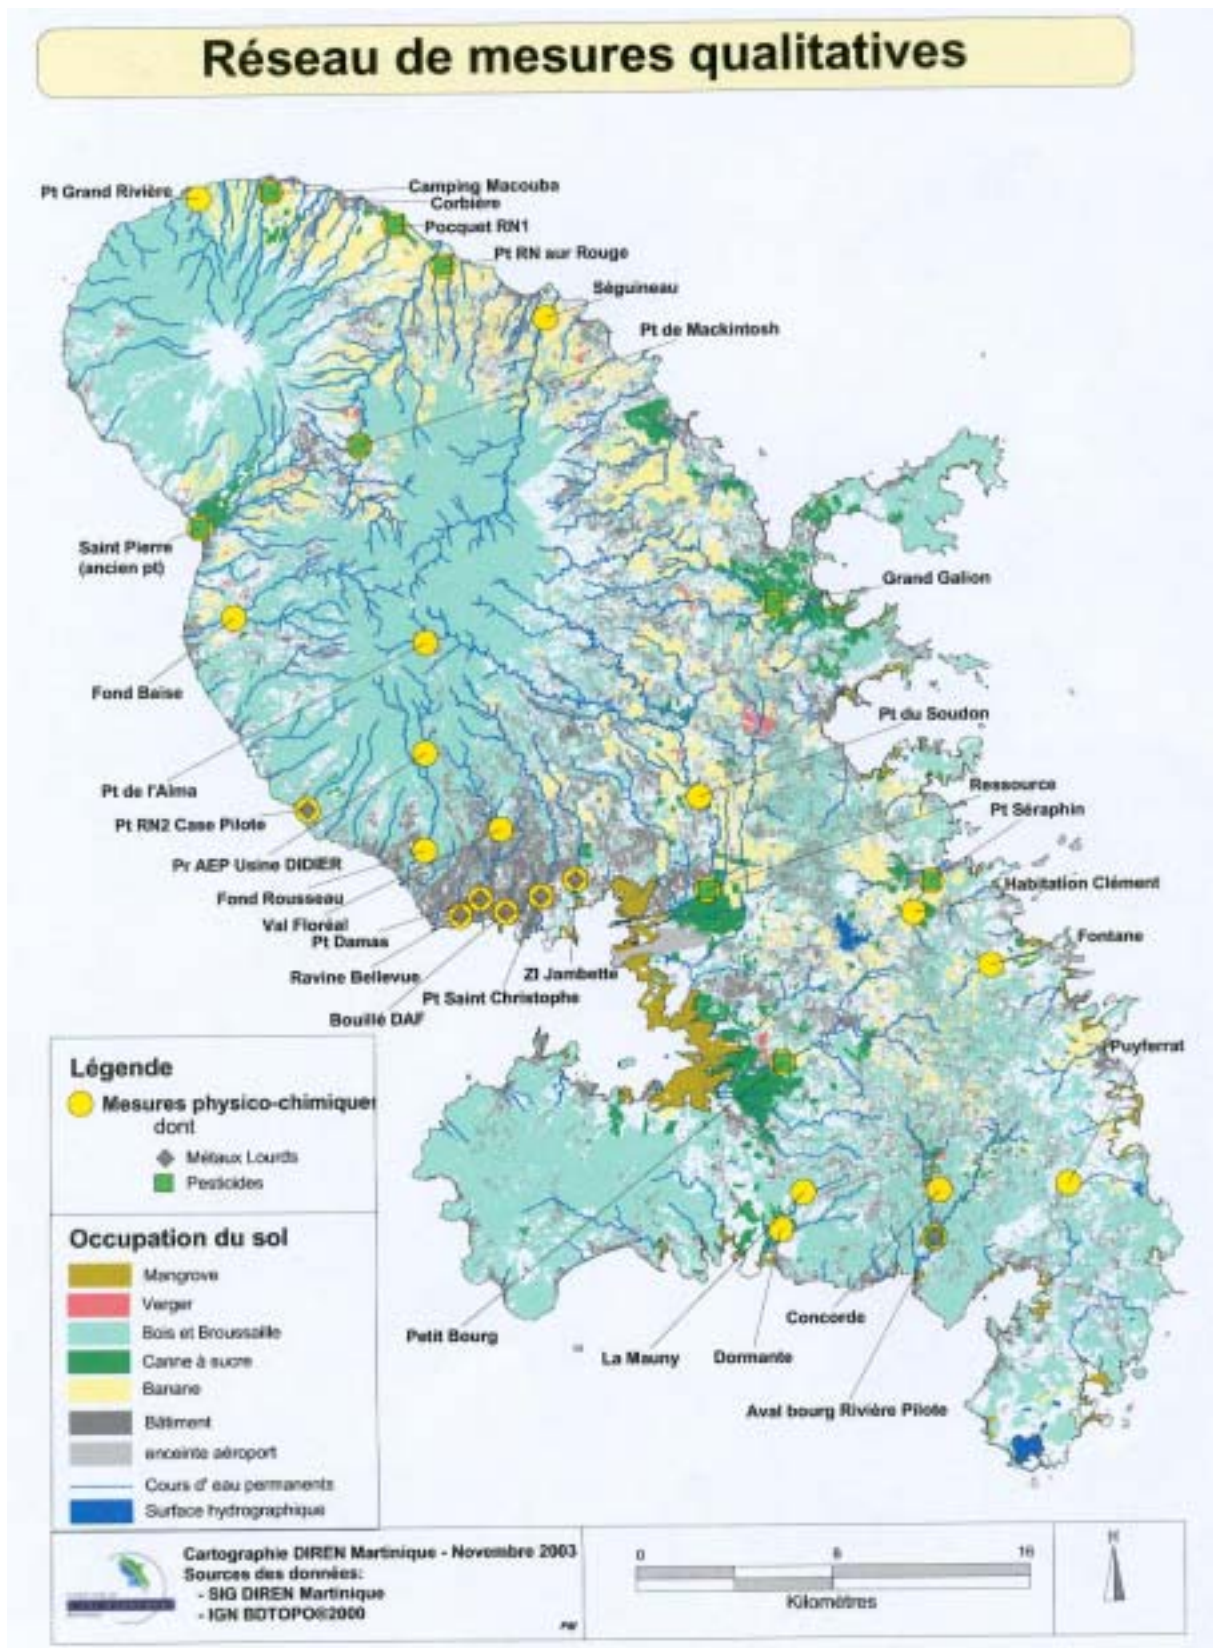 Réseau de mesures qualitatives
Pt Grand Rivière
Camping Macouba
Corbière
Pocquet RN1
Pt RN sur Rouge
Séguineau
Pt de Mackintosh
Saint Pierre
(ancien pt)
Grand Galion
Fond Baise
Pt du Soudon
Pt de l'Alma
Ressource
Pt RN2 Case Pilote
Pt Séraphin
Pr AEP Usine DIDIER
Habitation Clément
Fond Rousseau
Val Floréal
Fontane
Pt Damas
Ravine Bellevue
ZI Jambette
Pt Saint Christophe
Bouillé DAF
Puyferrat
Petit Bourg
La Mauny
Dormante
Concorde
Aval bourg Rivière Pilote
Légende
Mesures physico-chimique
dont
Métaux Lourds
Pesticides
Occupation du sol
Mangrove
Verger
Bois et Broussaille
Canne à sucre
Banane
Bâtiment
enceinte aéroport
Cours d' eau permanents
Surface hydrographique
Cartographie DIREN Martinique - Novembre 2003
Sources des données:
- SIG DIREN Martinique
- IGN BDTOPO®2000
0 8 16
Kilomètres
N